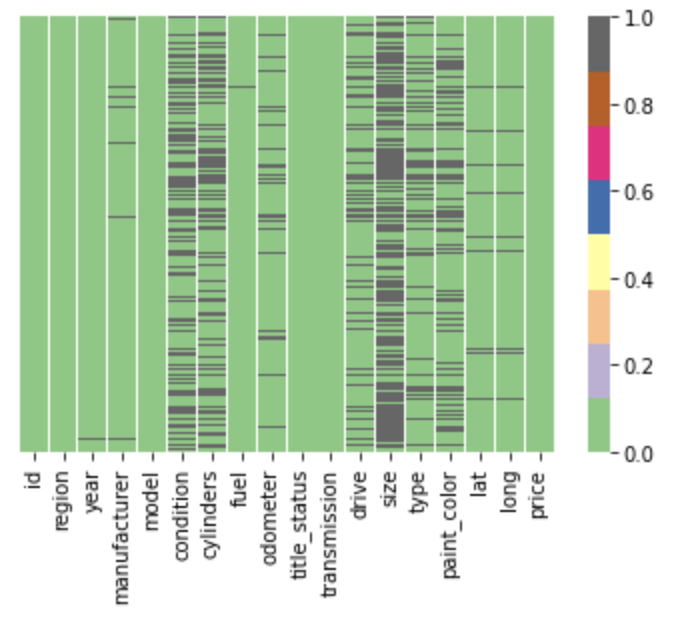 1.0
0.8
0.6
0.4
0.2
0.0
id
region
year
manufacturer
model
condition
cylinders
fuel
odometer
title_status
transmission
drive
size
type
paint_color
lat
long
price